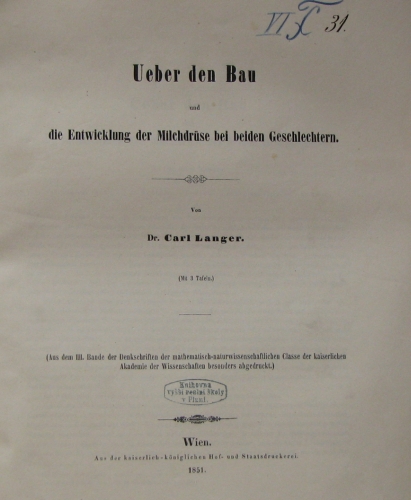 VI 31.
Ueber den Bau
und
die Entwicklung der Milchdrüse bei beiden Geschlechtern.
Von
Dr. Carl Langer.
(Mit 3 Tafeln.)
(Aus dem III. Bande der Denkschriften der mathematisch-naturwissenschaftlichen Classe der kaiserlichen
Akademie der Wissenschaften besonders abgedruckt.)
Knihovna
v Plzni.
Wien.
Aus der kaiserlich-königlichen Hof- und Staatsdruckerei.
1851.